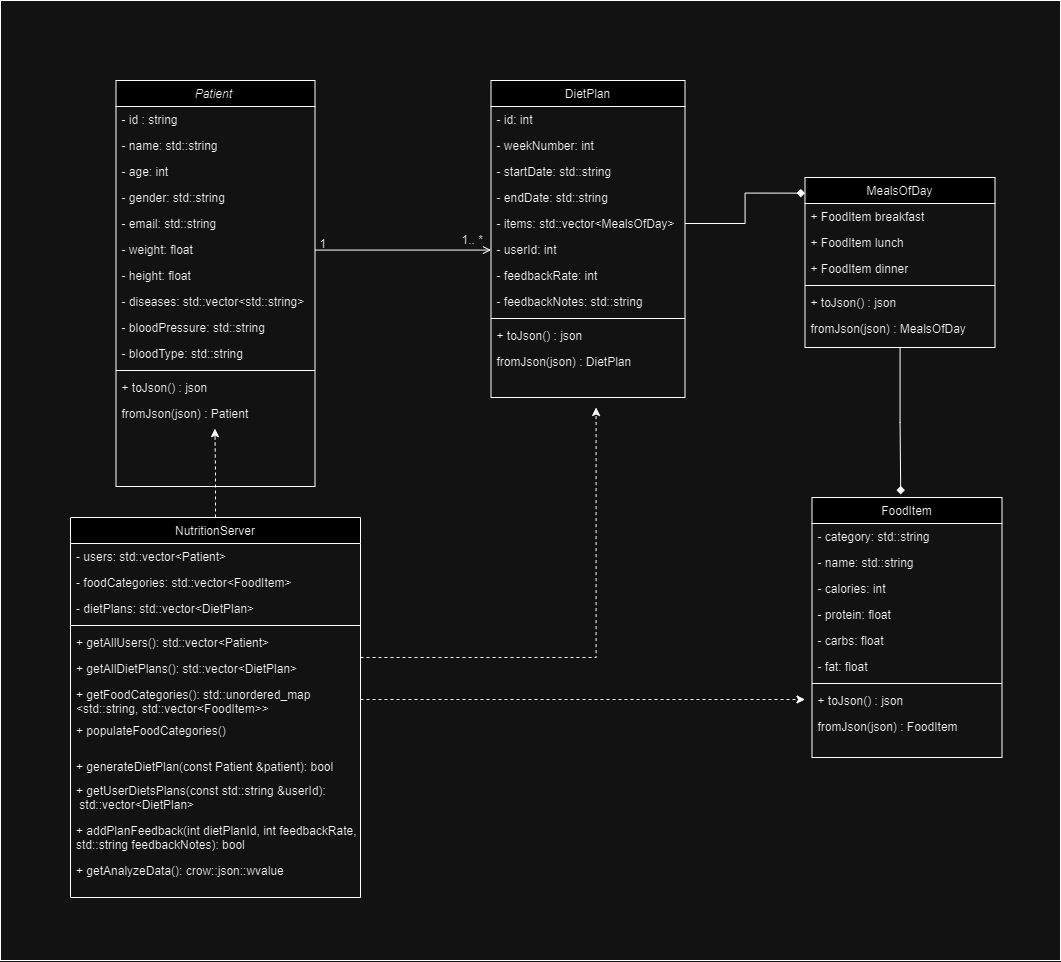 Patient
- id : string
- name: std::string
- age: int
- gender: std::string
- email: std::string
- weight: float
- height: float
- diseases: std::vector<std::string>
- bloodPressure: std::string
- bloodType: std::string
+ toJson() : json
fromJson(json) : Patient
1
1.. *
DietPlan
- id: int
- weekNumber: int
- startDate: std::string
- endDate: std::string
- items: std::vector<MealsOfDay>
- userId: int
- feedbackRate: int
- feedbackNotes: std::string
+ toJson() : json
fromJson(json) : DietPlan
MealsOfDay
+ FoodItem breakfast
+ FoodItem lunch
+ FoodItem dinner
+ toJson() : json
fromJson(json) : MealsOfDay
NutritionServer
- users: std::vector<Patient>
- foodCategories: std::vector<FoodItem>
- dietPlans: std::vector<DietPlan>
+ getAllUsers(): std::vector<Patient>
+ getAllDietPlans(): std::vector<DietPlan>
+ getFoodCategories(): std::unordered_map
<std::string, std::vector<FoodItem>>
+ populateFoodCategories()
+ generateDietPlan(const Patient &patient): bool
+ getUserDietsPlans(const std::string &userId):
std::vector<DietPlan>
+ addPlanFeedback(int dietPlanId, int feedbackRate,
std::string feedbackNotes): bool
+ getAnalyzeData(): crow::json::wvalue
FoodItem
- category: std::string
- name: std::string
- calories: int
- protein: float
- carbs: float
- fat: float
+ toJson() : json
fromJson(json) : FoodItem